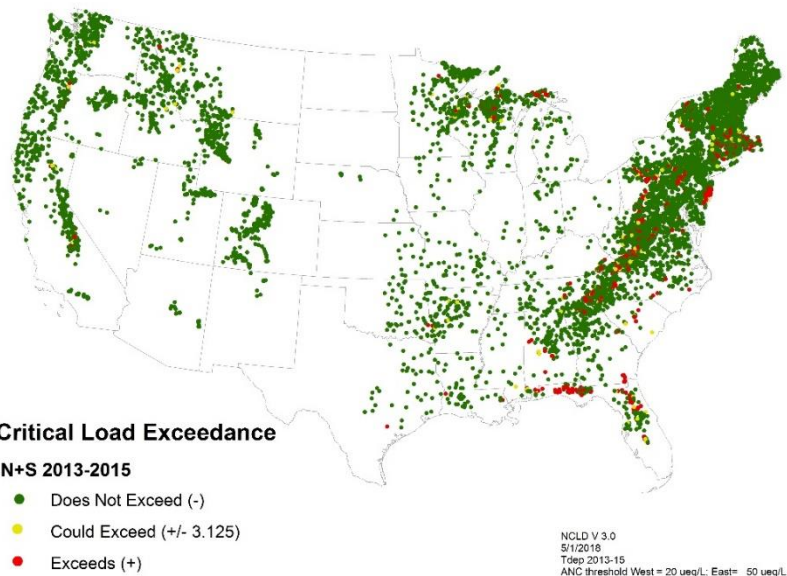 Critical Load Exceedance
N+S 2013-2015
Does Not Exceed (-)
Could Exceed (+/- 3.125)
Exceeds (+)
NCLD V 3.0
5/1/2018
Tdep 2013-15
ANC threshold West = 20 ueq/L; East= 50 ueq/L